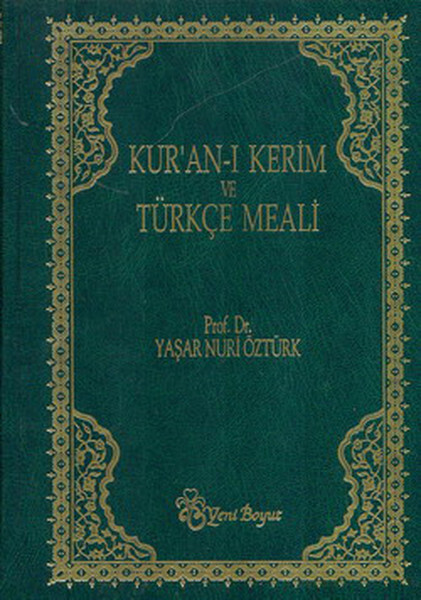 KUR'AN-I KERİM
VE
TÜRKÇE MEALİ
Prof. Dr.
YAŞAR NURİ ÖZTÜRK
Yeni Boyut